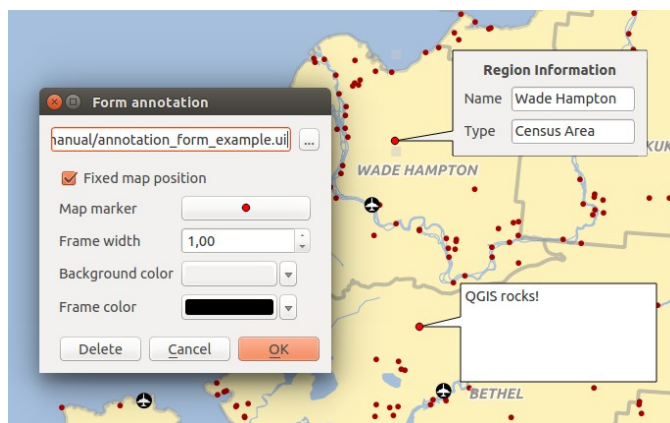 Form annotation
nanual/annotation_form_example.ui
...
Fixed map position
Map marker
Frame width 1,00
Background color
Frame color
Delete Cancel OK
Region Information
Name Wade Hampton
Type Census Area
WADE HAMPTON
KUK
QGIS rocks!
BETHEL